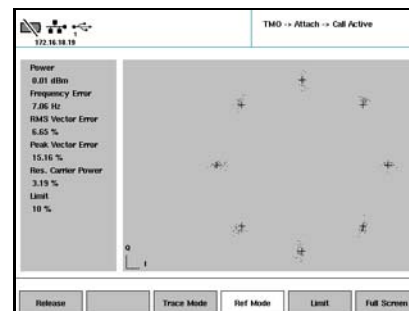 1
172.16.18.19
TMO -> Attach -> Call Active
Power
0.01 dBm
Frequency Error
7.06 Hz
RMS Vector Error
6.65 %
Peak Vector Error
15.16 %
Res. Carrier Power
3.19 %
Limit
10 %
Q
I
Release
Trace Mode
Ref Mode
Limit
Full Screen